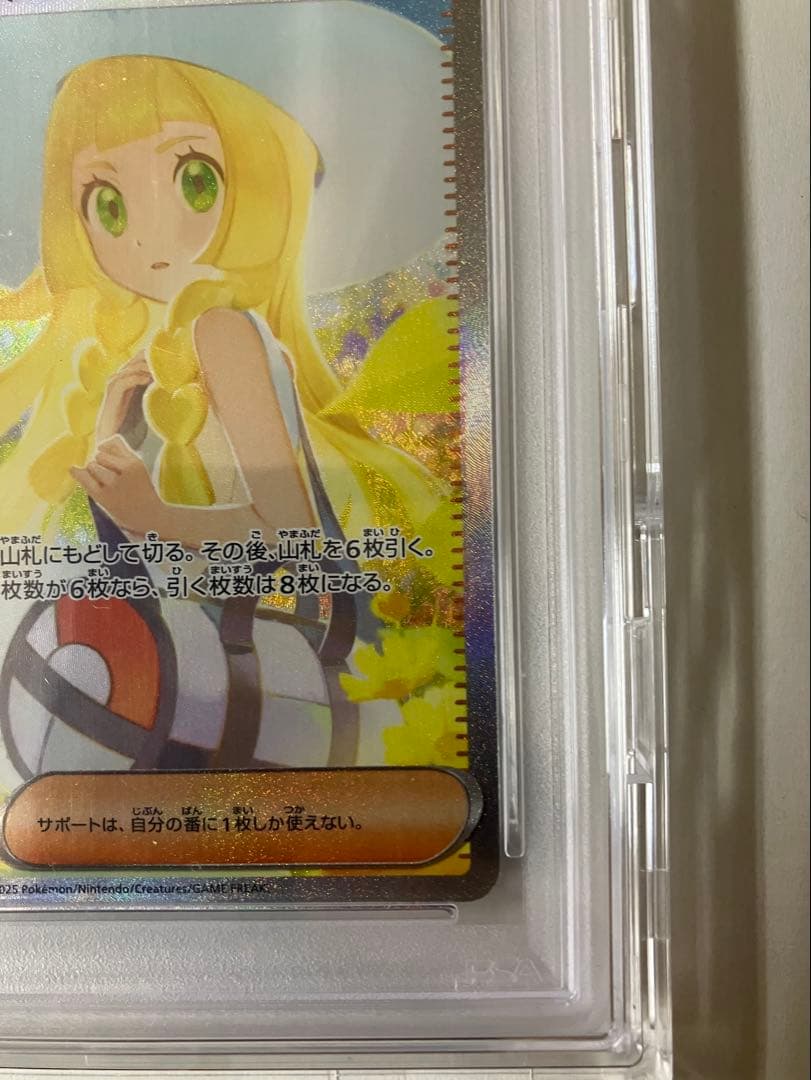 山札にもどして切る。その後、山札を6枚引く。
枚数が6枚なら、引く枚数は8枚になる。
サポートは、自分の番に1枚しか使えない。
025 Pokémon/Nintendo/Creatures/GAME FREAK.
PSA